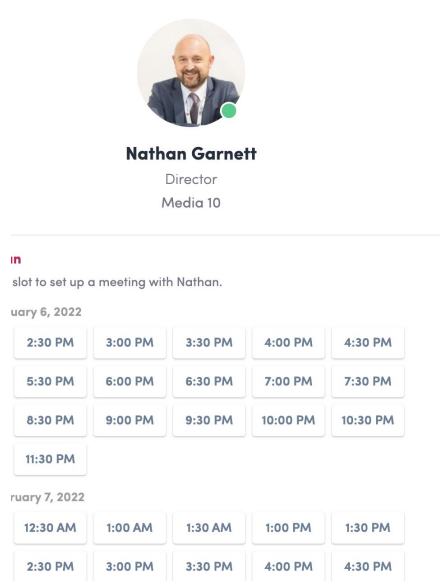 Nathan Garnett
Director
Media 10
slot to set up a meeting with Nathan.
uary 6, 2022
2:30 PM 3:00 PM 3:30 PM 4:00 PM 4:30 PM
5:30 PM 6:00 PM 6:30 PM 7:00 PM 7:30 PM
8:30 PM 9:00 PM 9:30 PM 10:00 PM 10:30 PM
11:30 PM
ruary 7, 2022
12:30 AM 1:00 AM 1:30 AM 1:00 PM 1:30 PM
2:30 PM 3:00 PM 3:30 PM 4:00 PM 4:30 PM